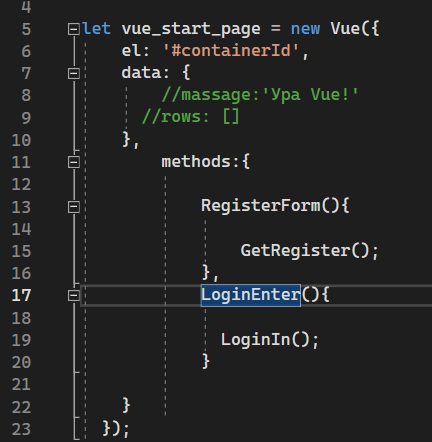 4
5 let vue_start_page = new Vue({
6 el: '#containerId',
7 data: {
8 //massage:'Ура Vue!'
9 //rows: []
10 },
11 methods:{
12
13 RegisterForm(){
14
15 GetRegister();
16 },
17 LoginEnter(){
18
19 LoginIn();
20 }
21
22 }
23 });